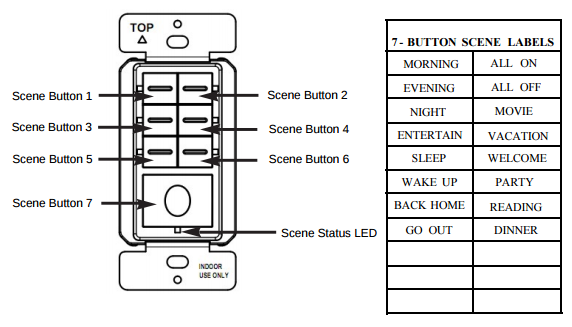 TOP
Scene Button 1
Scene Button 2
Scene Button 3
Scene Button 4
Scene Button 5
Scene Button 6
Scene Button 7
Scene Status LED
INDOOR
USE ONLY
7- BUTTON SCENE LABELS
MORNING ALL ON
EVENING ALL OFF
NIGHT MOVIE
ENTERTAIN VACATION
SLEEP WELCOME
WAKE UP PARTY
BACK HOME READING
GO OUT DINNER